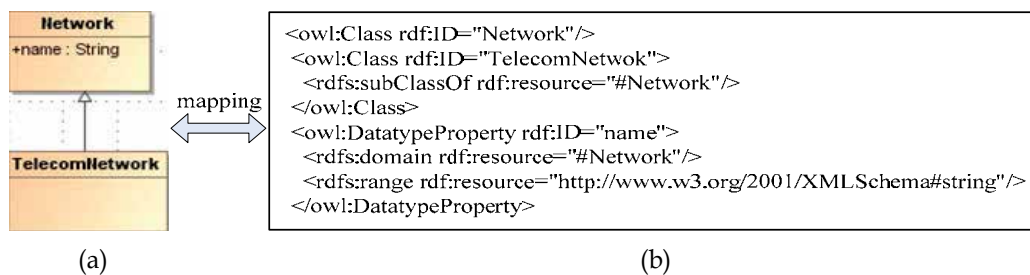 Network
+name : String
mapping
TelecomNetwork
<owl:Class rdf:ID="Network"/>
<owl:Class rdf:ID="TelecomNetwok">
<rdfs:subClassOf rdf:resource="#Network"/>
</owl:Class>
<owl:DatatypeProperty rdf:ID="name">
<rdfs:domain rdf:resource="#Network"/>
<rdfs:range rdf:resource="http://www.w3.org/2001/XMLSchema#string"/>
</owl:DatatypeProperty>
(a)
(b)